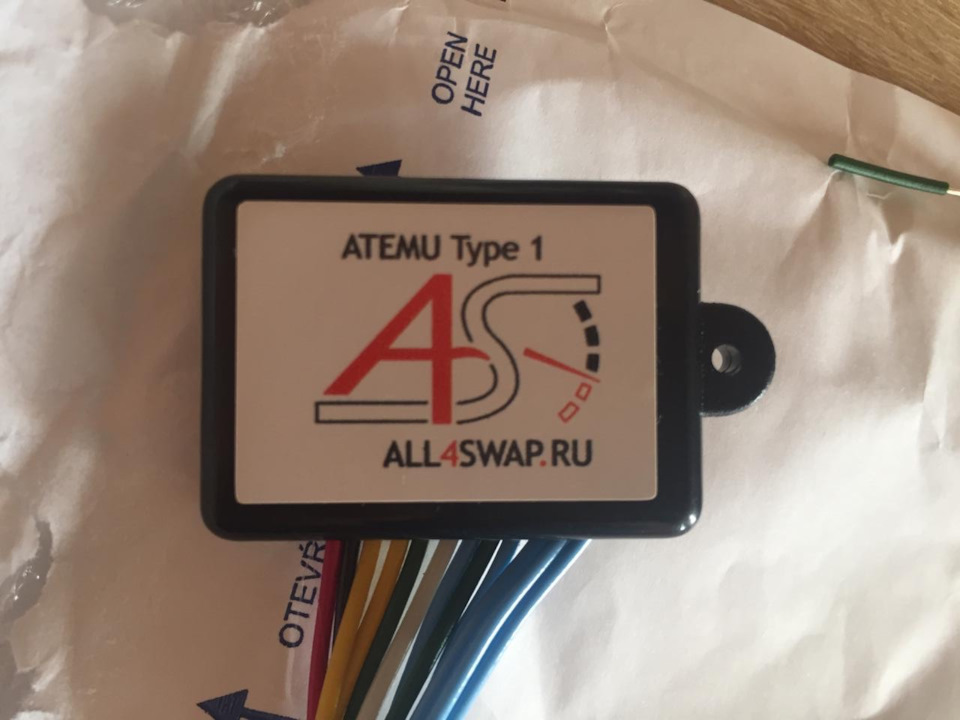 OPEN
HERE
ATEMU Type 1
AS
ALL4SWAP.RU